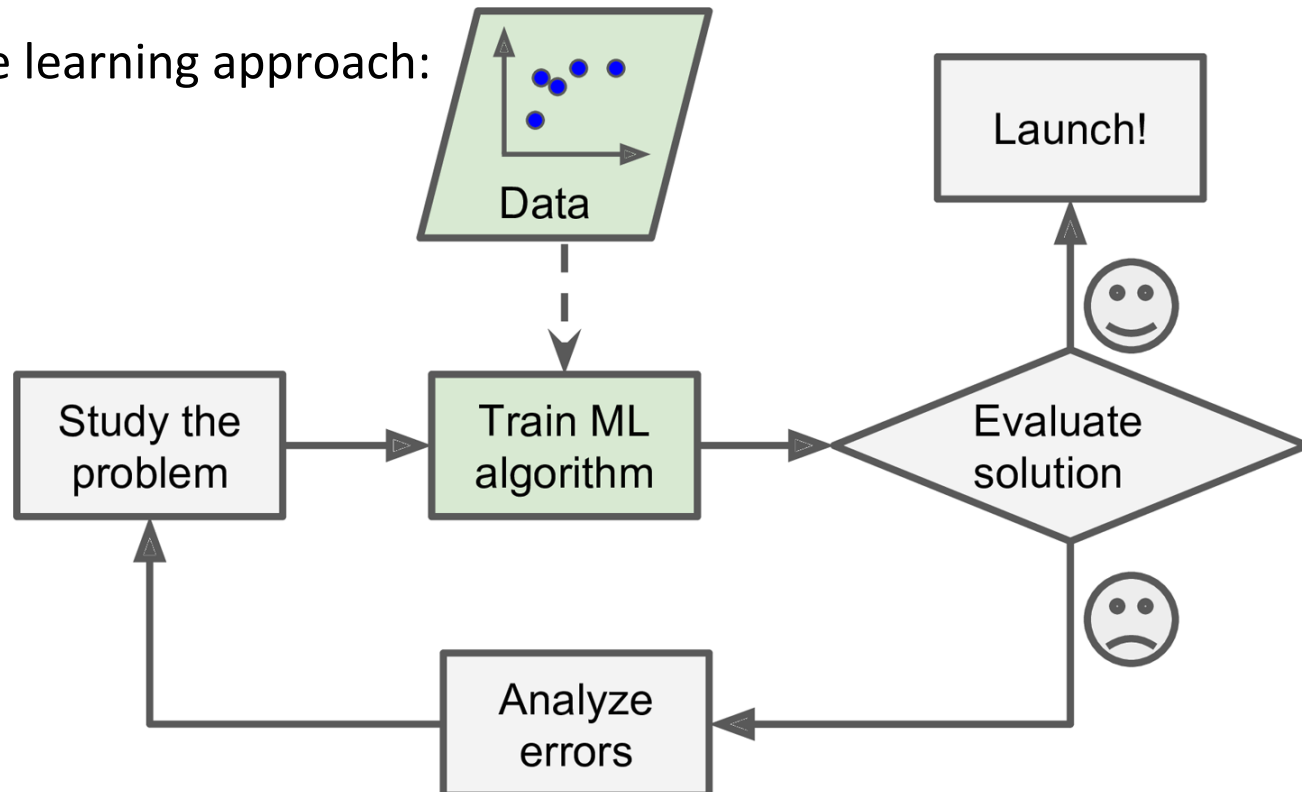 e learning approach:
Data
Launch!
Study the
problem
Train ML
algorithm
Evaluate
solution
Analyze
errors